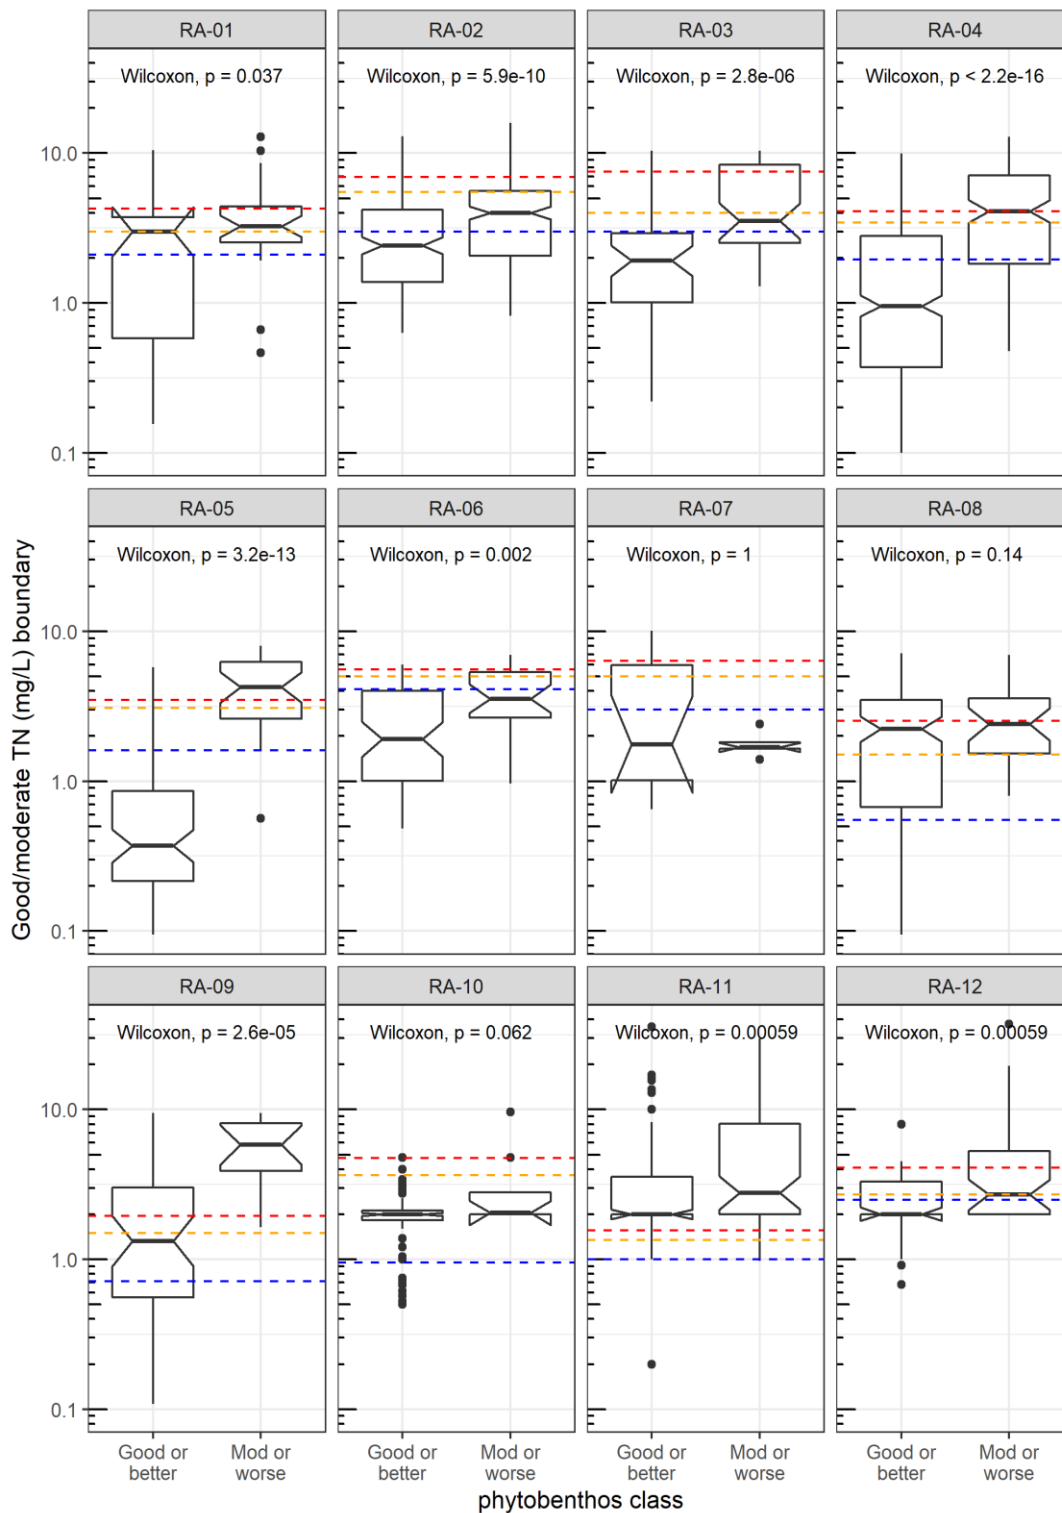 RA-01 RA-02 RA-03 RA-04
Wilcoxon, p = 0.037 Wilcoxon, p = 5.9e-10 Wilcoxon, p = 2.8e-06 Wilcoxon, p < 2.2e-16
10.0
1.0
0.1
RA-05 RA-06 RA-07 RA-08
Wilcoxon, p = 3.2e-13 Wilcoxon, p = 0.002 Wilcoxon, p = 1 Wilcoxon, p = 0.14
10.0
1.0
0.1
Good/moderate TN (mg/L) boundary
RA-09 RA-10 RA-11 RA-12
Wilcoxon, p = 2.6e-05 Wilcoxon, p = 0.062 Wilcoxon, p = 0.00059 Wilcoxon, p = 0.00059
10.0
1.0
0.1
Good or Mod or Good or Mod or Good or Mod or Good or Mod or
better worse better worse better worse better worse
phytobenthos class